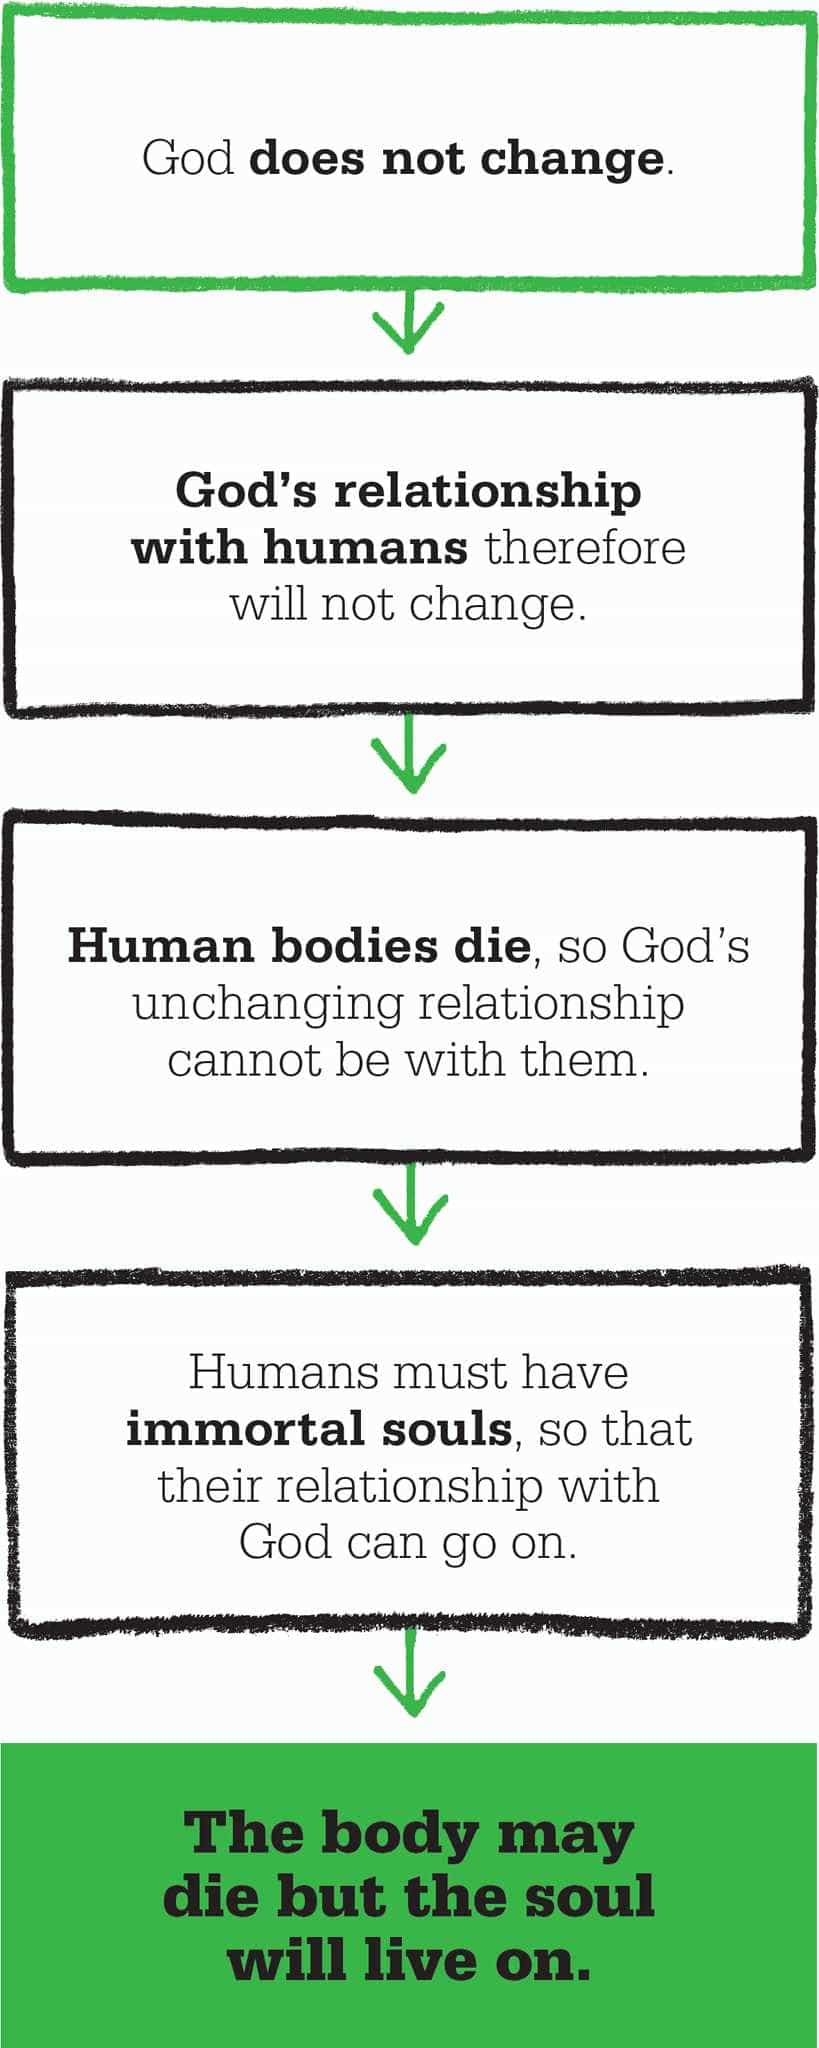 God does not change.
God’s relationship
with humans therefore
will not change.
Human bodies die, so God’s
unchanging relationship
cannot be with them.
Humans must have
immortal souls, so that
their relationship with
God can go on.
The body may
die but the soul
will live on.